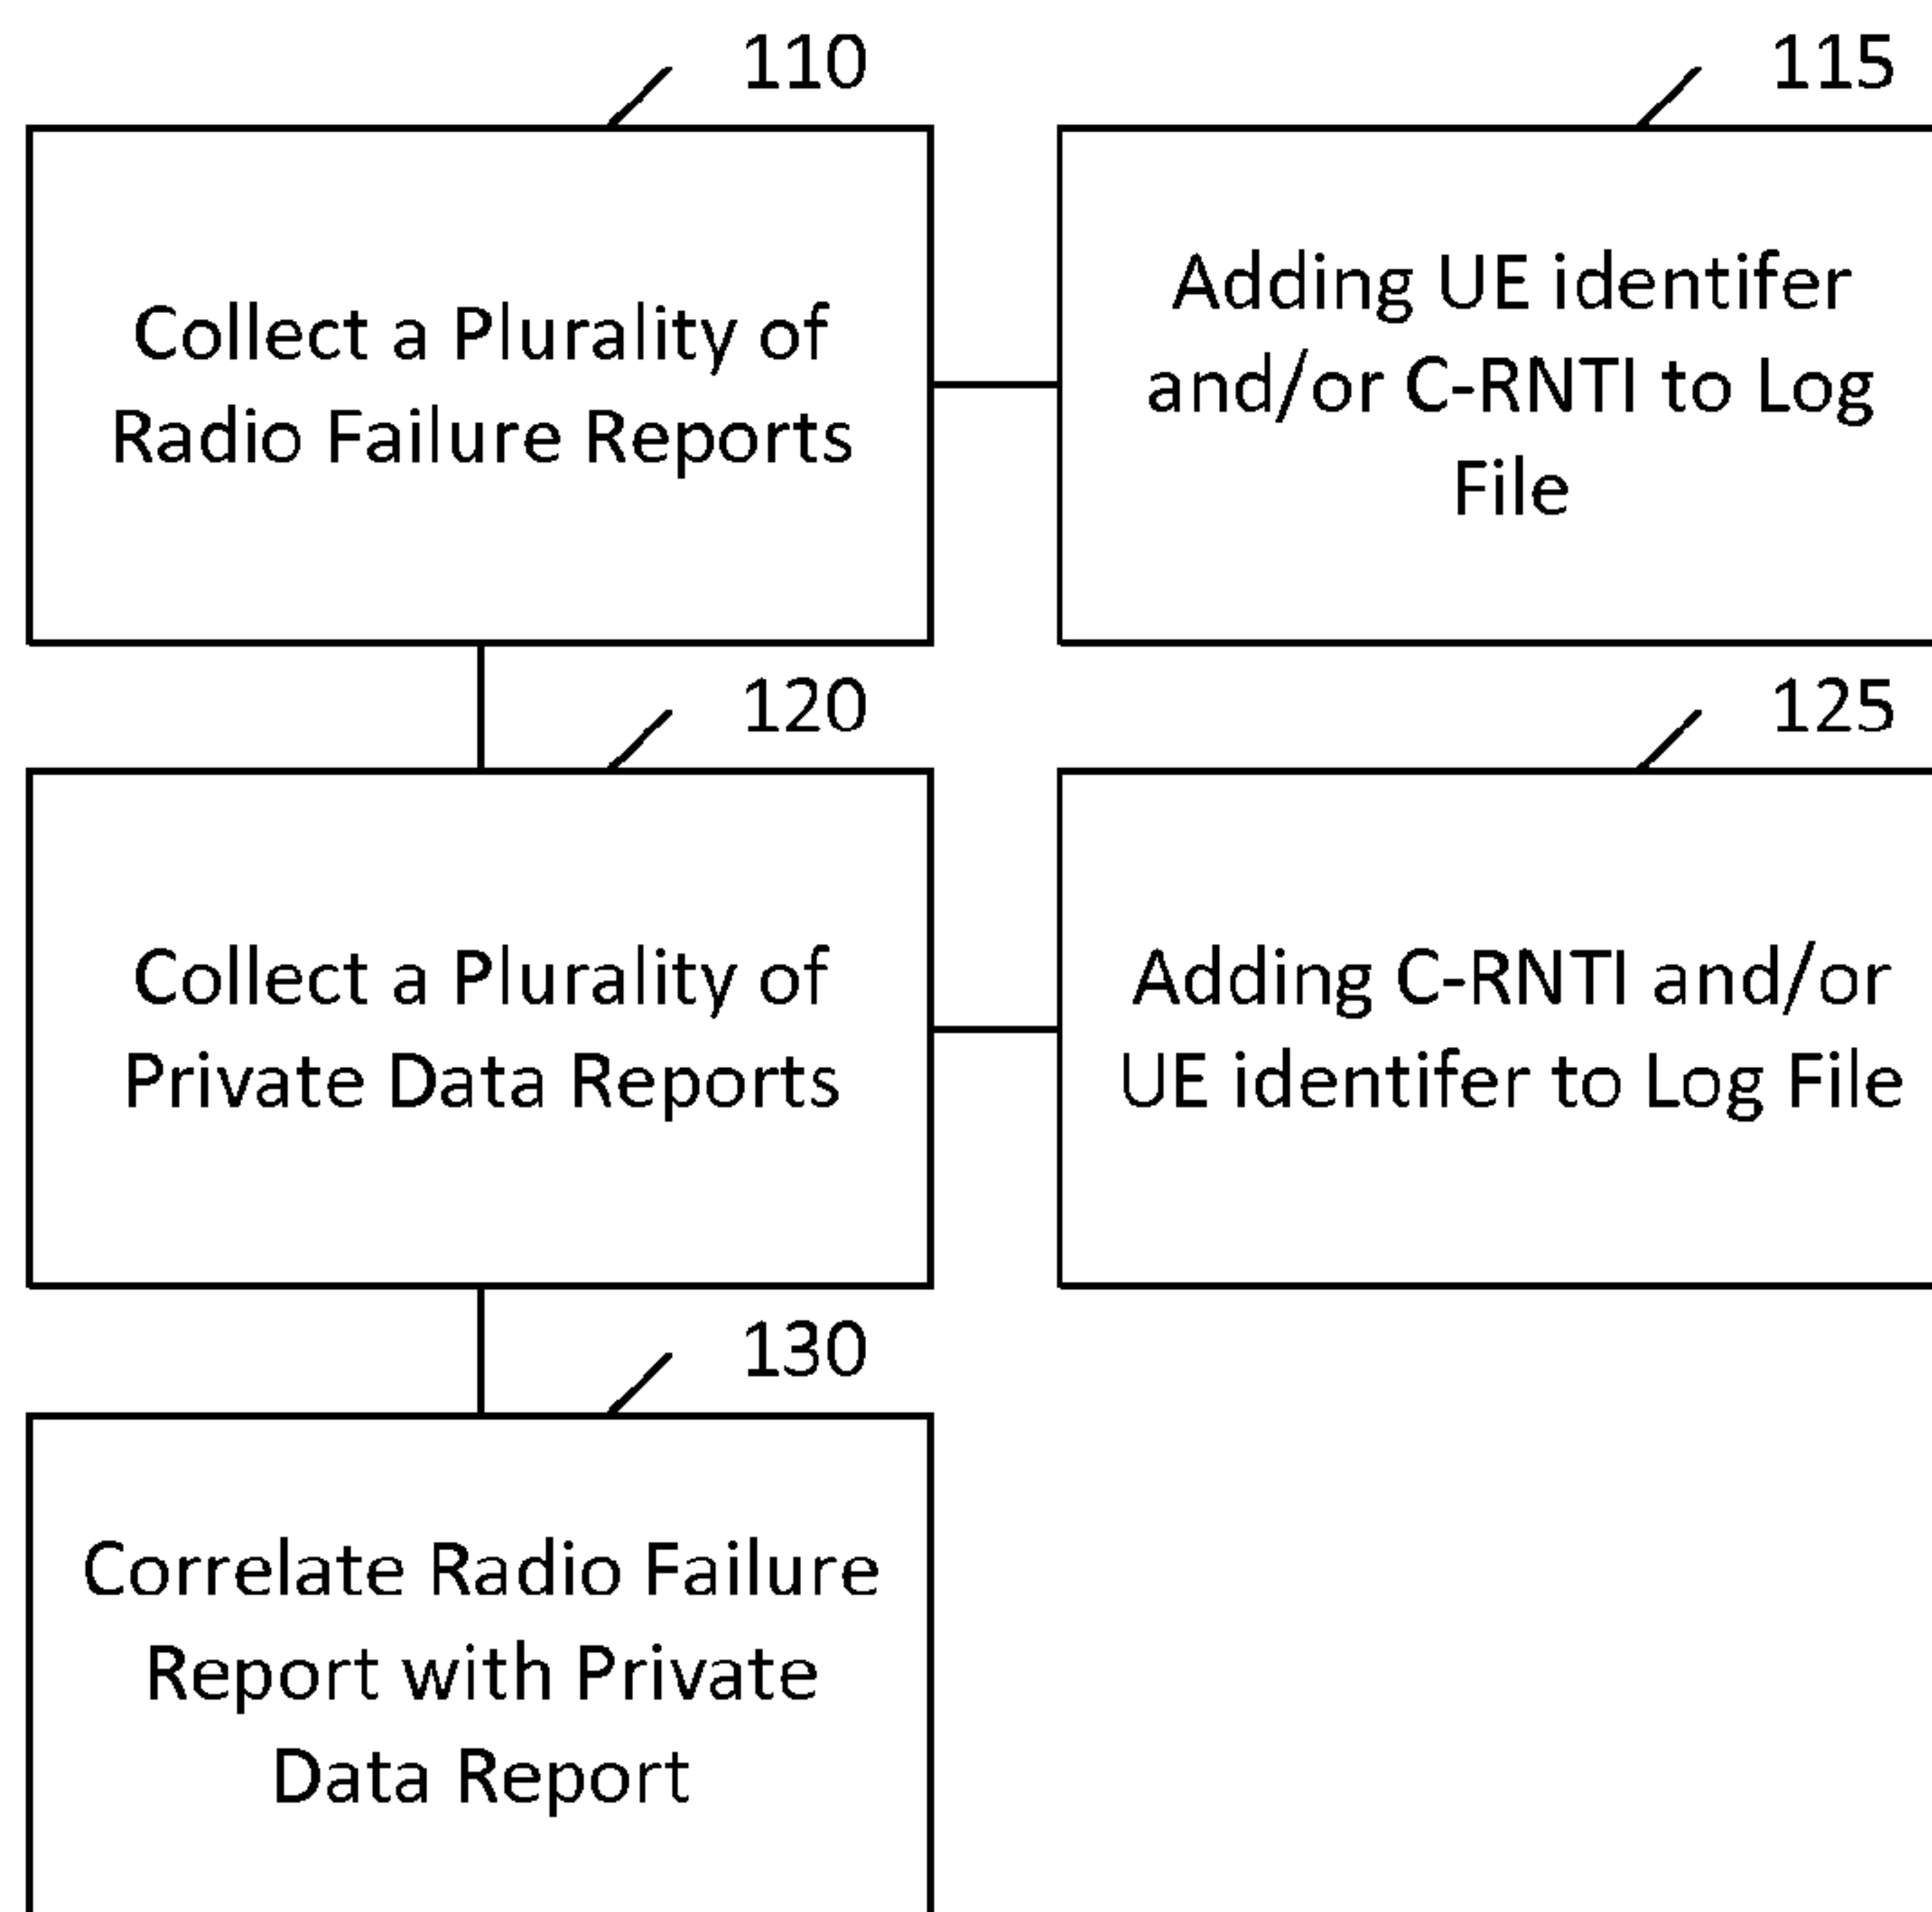 110
Collect a Plurality of
Radio Failure Reports
115
Adding UE identifer
and/or C-RNTI to Log
File
120
Collect a Plurality of
Private Data Reports
125
Adding C-RNTI and/or
UE identifer to Log File
130
Correlate Radio Failure
Report with Private
Data Report